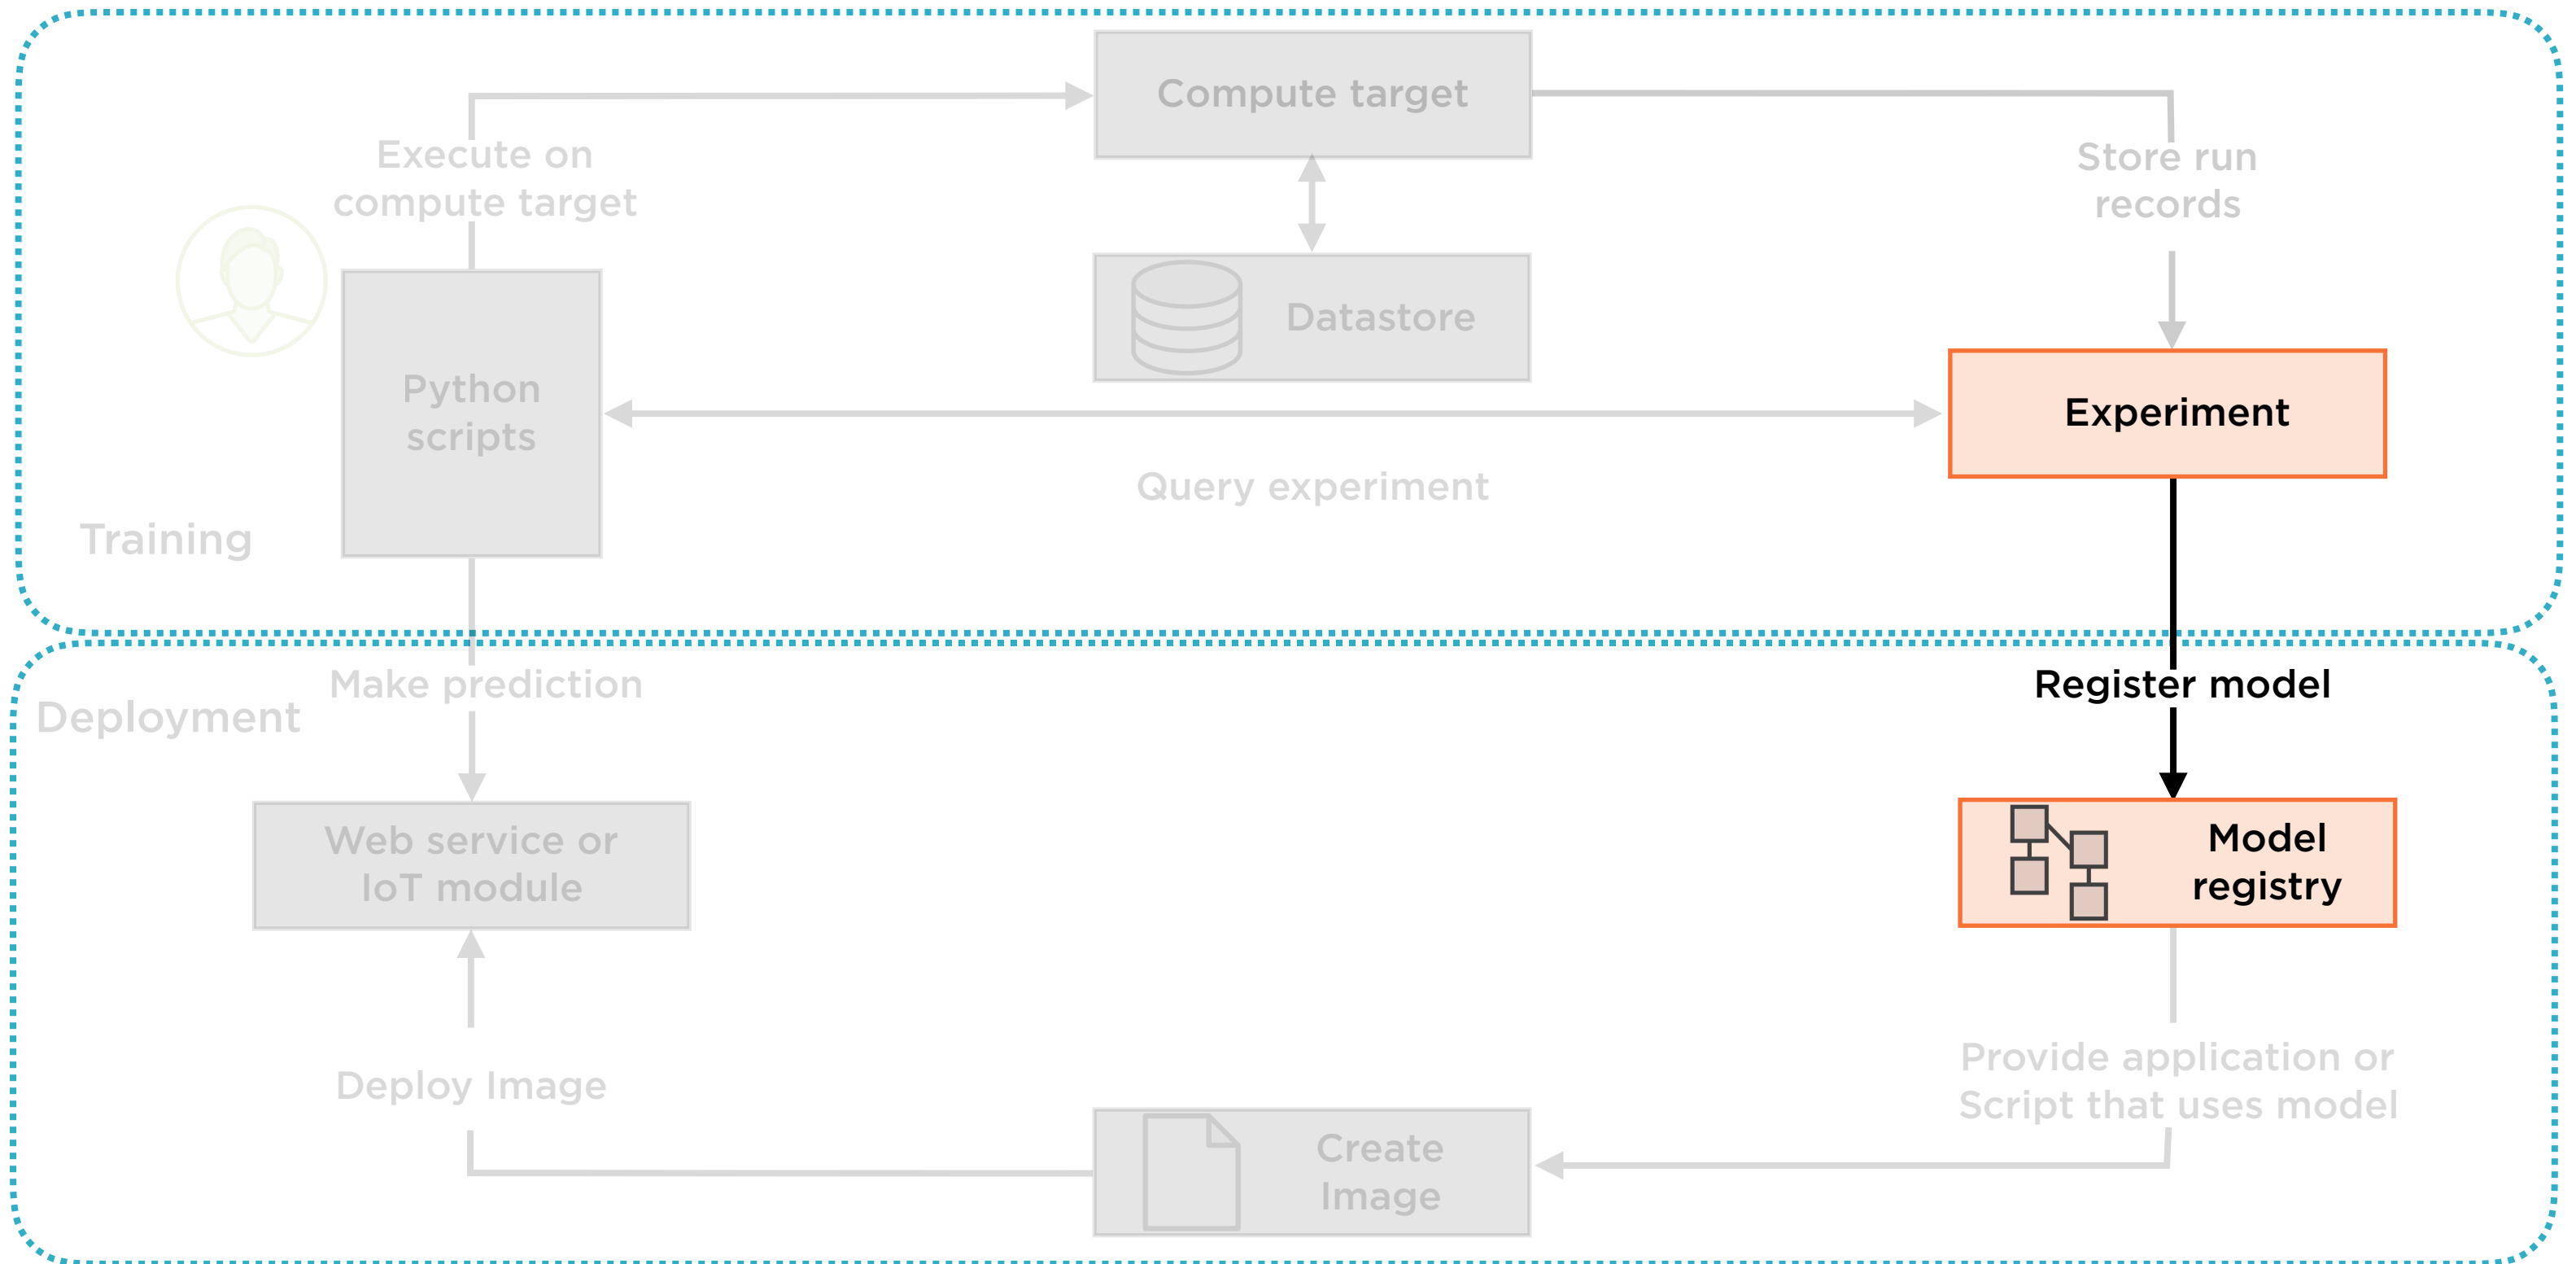 Compute target
Execute on
compute target
Store run
records
Datastore
Python
scripts
Experiment
Query experiment
Training
Make prediction
Register model
Deployment
Web service or
IoT module
Model
registry
Provide application or
Script that uses model
Deploy Image
Create
Image